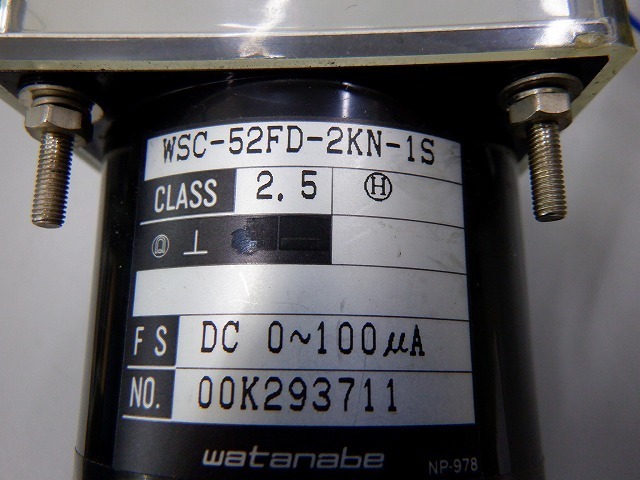 WSC-52FD-2KN-1S
CLASS 2.5 Ⓗ
⊥
FS DC 0~100μA
NO. 00K293711
watanabe NP-978